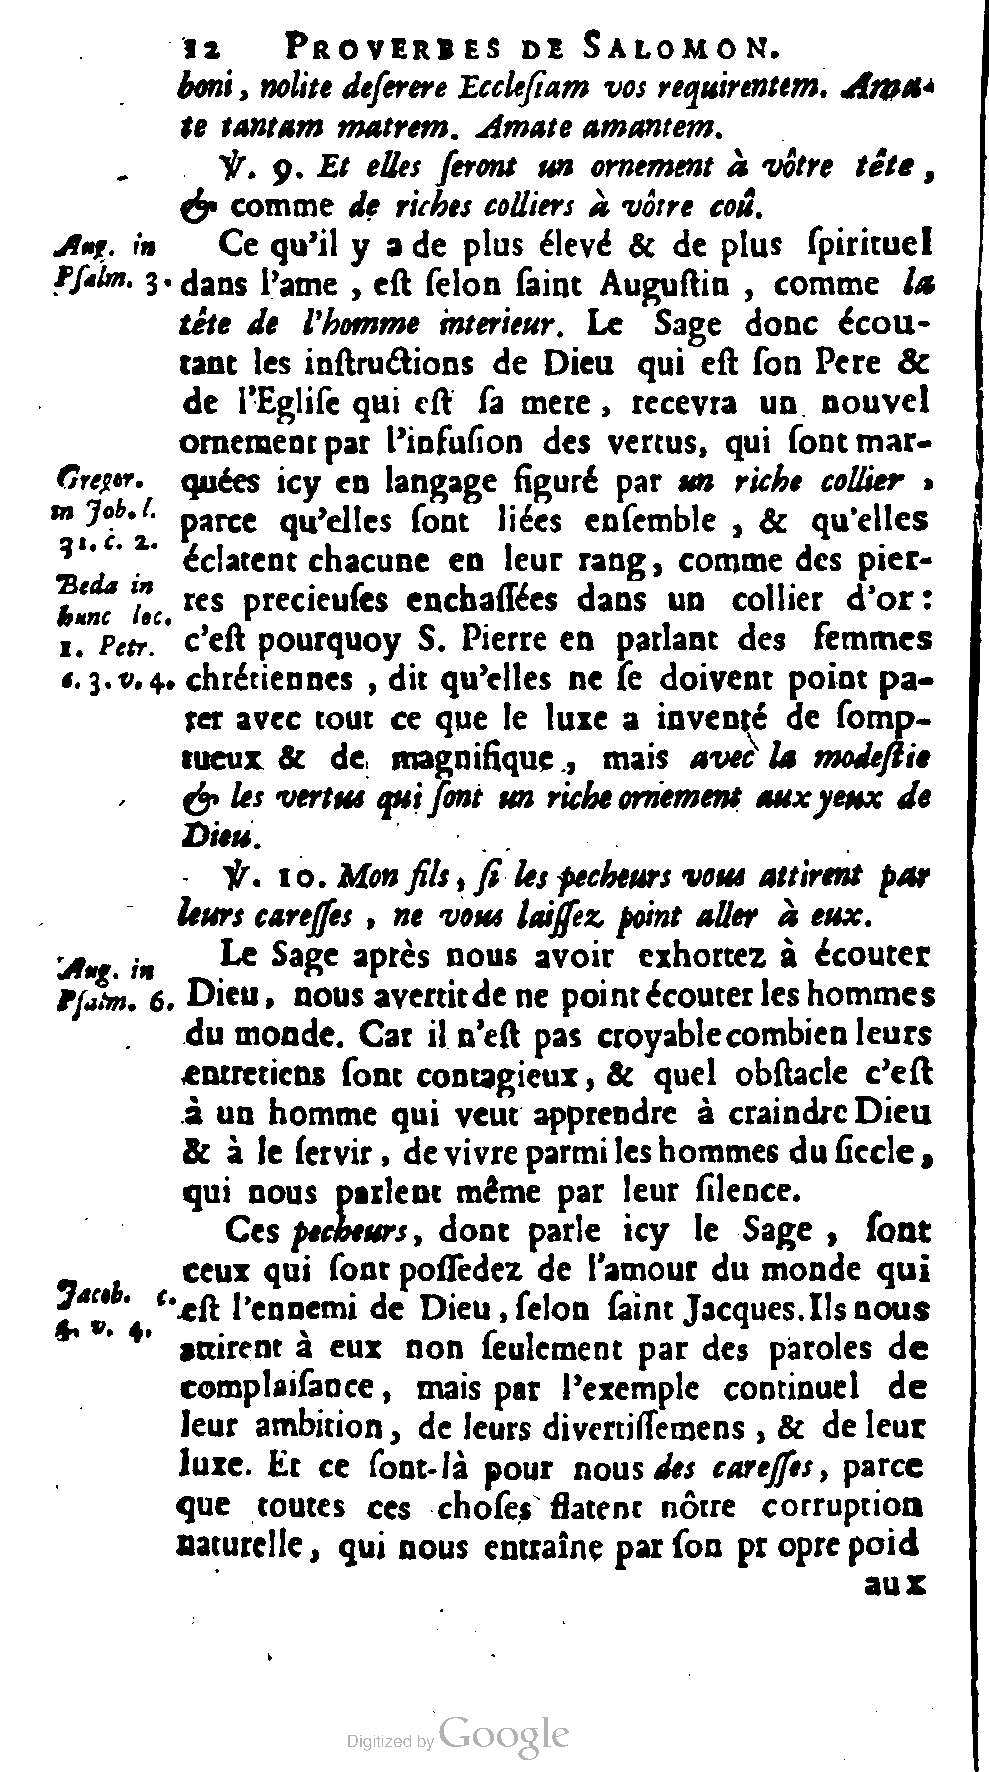 12 PROVERBES DE SALOMON.
boni, nolite deſerere Eccleſiam vos requirentem. Ama-
te tantam matrem. Amate amantem.
℣. 9. Et elles ſeront un ornement à vôtre tête,
& comme de riches colliers à vôtre coû.
Aug. in
Pſalm. 3.
Ce qu'il y a de plus élevé & de plus ſpirituel
dans l'ame, eſt ſelon ſaint Auguſtin, comme la
tête de l'homme interieur. Le Sage donc écou-
tant les inſtructions de Dieu qui eſt ſon Pere &
de l'Egliſe qui eſt ſa mere, recevra un nouvel
ornement par l'infuſion des vertus, qui ſont mar-
Gregor.
in Job. l.
31. c. 2.
Beda in
hunc loc.
1. Petr.
c. 3. v. 4.
quées icy en langage figuré par un riche collier,
parce qu'elles ſont liées enſemble, & qu'elles
éclatent chacune en leur rang, comme des pier-
res precieuſes enchaſſées dans un collier d'or:
c'eſt pourquoy S. Pierre en parlant des femmes
chrétiennes, dit qu'elles ne ſe doivent point pa-
rer avec tout ce que le luxe a inventé de ſomp-
tueux & de magnifique, mais avec la modeſtie
& les vertus qui ſont un riche ornement aux yeux de
Dieu.
℣. 10. Mon fils, ſi les pecheurs vous attirent par
leurs careſſes, ne vous laiſſez point aller à eux.
Aug. in
Pſalm. 6.
Le Sage après nous avoir exhortez à écouter
Dieu, nous avertit de ne point écouter les hommes
du monde. Car il n'eſt pas croyable combien leurs
entretiens ſont contagieux, & quel obſtacle c'eſt
à un homme qui veut apprendre à craindre Dieu
& à le ſervir, de vivre parmi les hommes du ſiecle,
qui nous parlent même par leur ſilence.
Ces pecheurs, dont parle icy le Sage, ſont
ceux qui ſont poſſedez de l'amour du monde qui
Jacob. c.
4. v. 4.
eſt l'ennemi de Dieu, ſelon ſaint Jacques. Ils nous
attirent à eux non ſeulement par des paroles de
complaiſance, mais par l'exemple continuel de
leur ambition, de leurs divertiſſemens, & de leur
luxe. Et ce ſont-là pour nous des careſſes, parce
que toutes ces choſes flatent nôtre corruption
naturelle, qui nous entraîne par ſon pr opre poid
aux
Digitized by Google